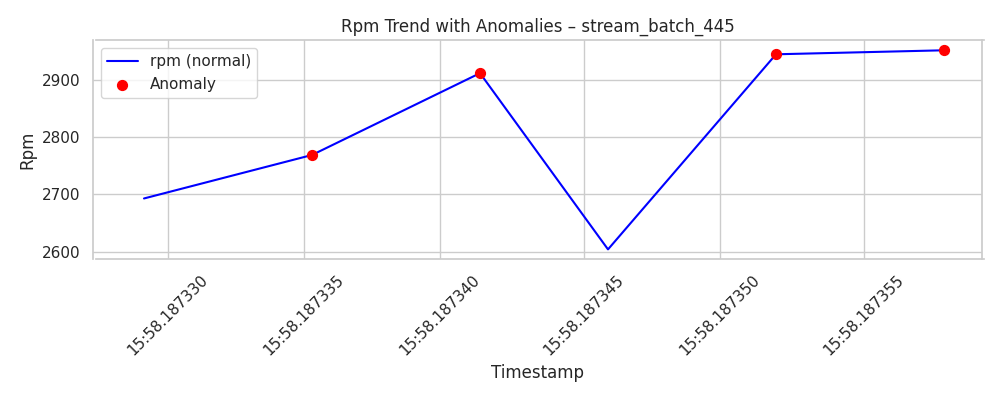 Rpm Trend with Anomalies – stream_batch_445
rpm (normal)
Anomaly
2900
2800
2700
2600
Rpm
15:58.187330
15:58.187335
15:58.187340
15:58.187345
15:58.187350
15:58.187355
Timestamp